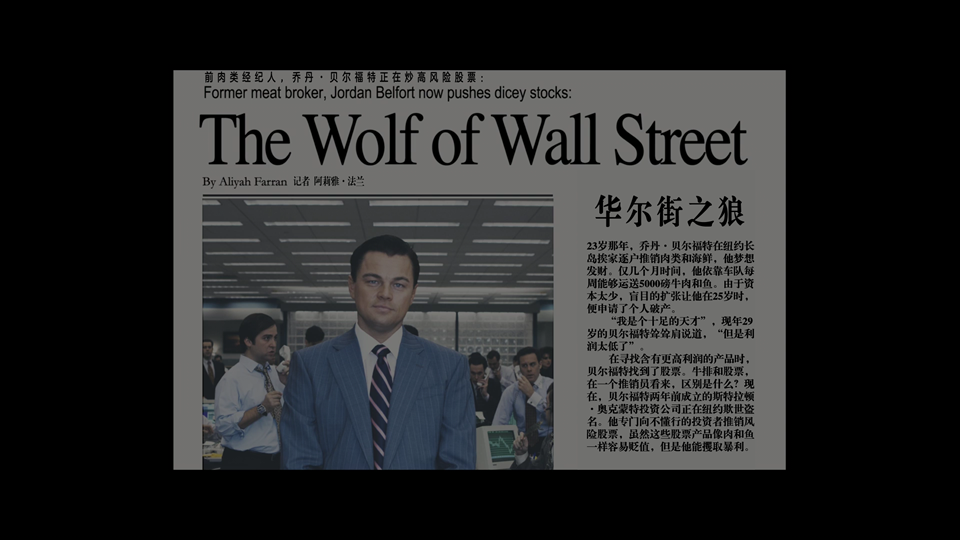 前肉类经纪人，乔丹·贝尔福特正在炒高风险股票：
Former meat broker, Jordan Belfort now pushes dicey stocks:
The Wolf of Wall Street
By Aliyah Farran 记者 阿莉雅·法兰
华尔街之狼
23岁那年，乔丹·贝尔福特在纽约长
岛挨家逐户推销肉类和海鲜，他梦想
发财。仅几个月时间，他依靠车队每
周能够运送5000磅牛肉和鱼。由于资
本太少，盲目的扩张让他在25岁时，
便申请了个人破产。
“我是个十足的天才”，现年29
岁的贝尔福特耸耸肩说道，“但是利
润太低了”。
在寻找含有更高利润的产品时，
贝尔福特找到了股票。牛排和股票，
在一个推销员看来，区别是什么？现
在，贝尔福特两年前成立的斯特拉顿
·奥克蒙特投资公司正在纽约欺世盗
名。他专门向不懂行的投资者推销风
险股票，虽然这些股票产品像肉和鱼
一样容易贬值，但是他能攫取暴利。